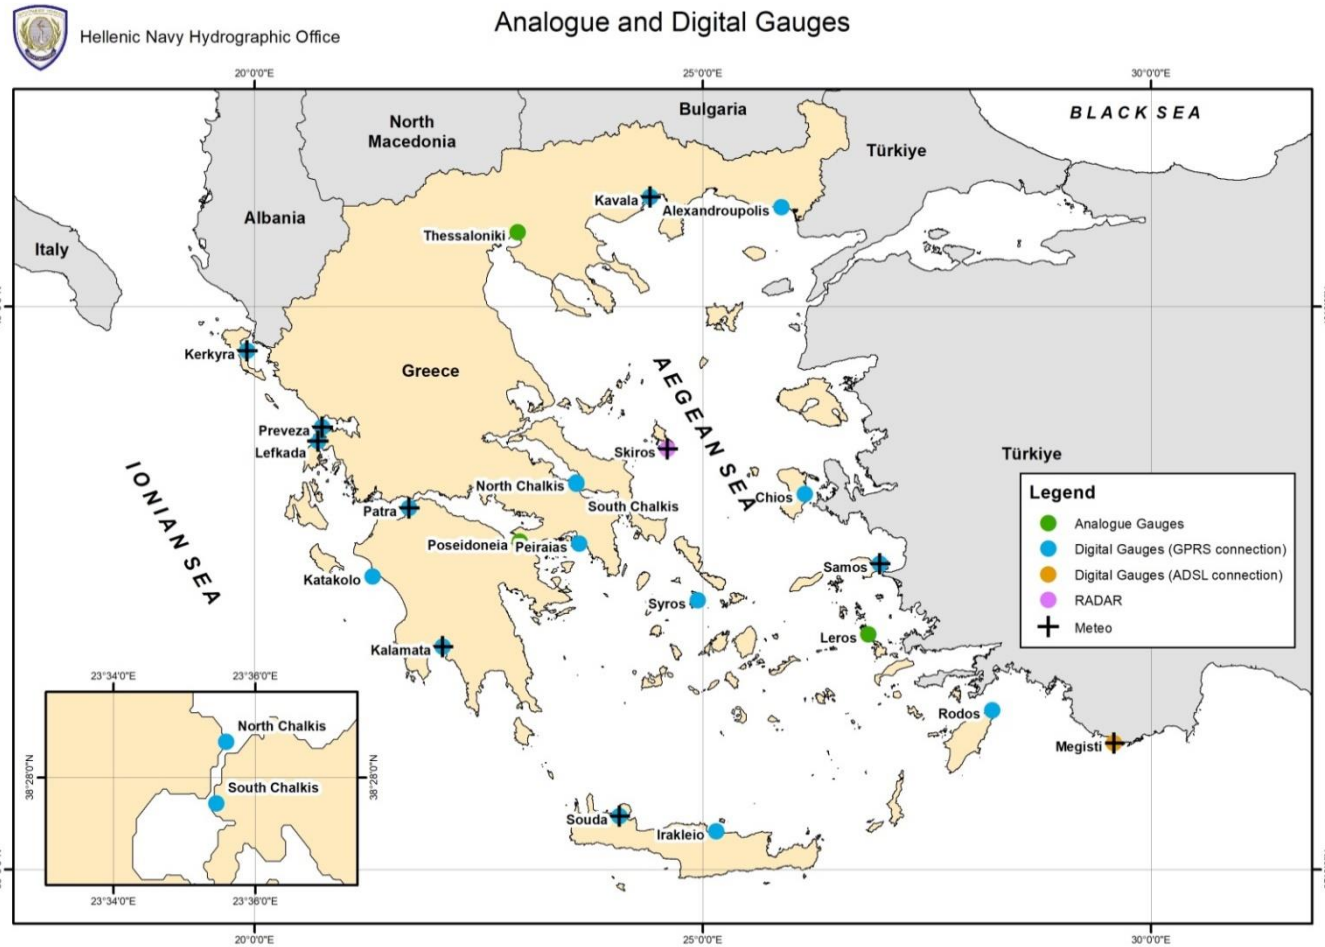 Hellenic Navy Hydrographic Office
Analogue and Digital Gauges
20°0'0"E
25°0'0"E
30°0'0"E
BLACK SEA
Bulgaria
North
Macedonia
Türkiye
Albania
Italy
Kavala
Alexandroupolis
Thessaloniki
Kerkyra
Greece
AEGEAN SEA
Preveza
Lefkada
Skiros
Türkiye
IONIAN SEA
North Chalkis
South Chalkis
Chios
Patra
Poseidoneia
Peiraias
Katakolo
Samos
Syros
Leros
Kalamata
Rodos
Megisti
Souda
Irakleio
Legend
Analogue Gauges
Digital Gauges (GPRS connection)
Digital Gauges (ADSL connection)
RADAR
Meteo
23°34'0"E
23°36'0"E
North Chalkis
38°28'0"N
38°28'0"N
South Chalkis
23°34'0"E
23°36'0"E
20°0'0"E
25°0'0"E
30°0'0"E